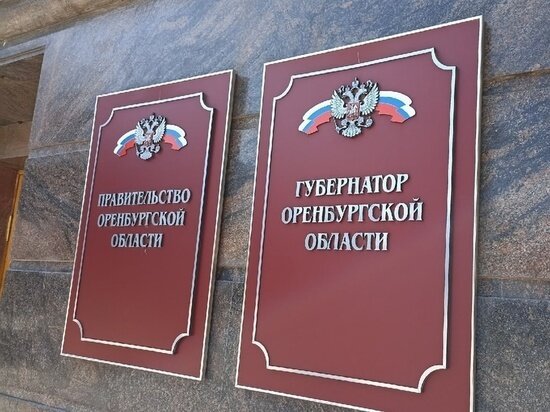 ПРАВИТЕЛЬСТВО
ОРЕНБУРГСКОЙ
ОБЛАСТИ
ГУБЕРНАТОР
ОРЕНБУРГСКОЙ
ОБЛАСТИ